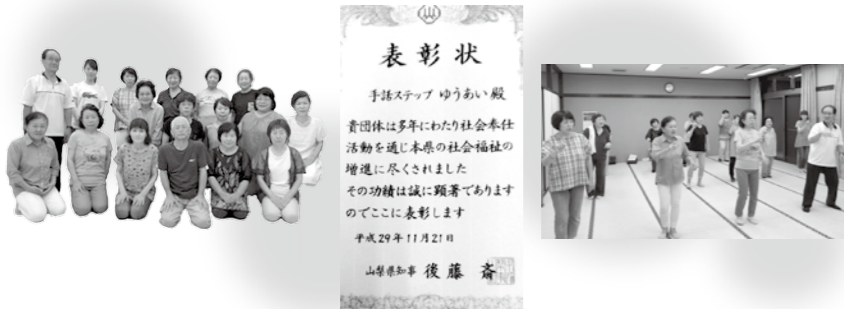 表彰状
手話ステップ ゆうあい 殿
貴団体は多年にわたり社会奉仕
活動を通じ本県の社会福祉の
増進に尽くされました
その功績は誠に顕著であります
のでここに表彰します
平成29年11月21日
山梨県知事 後藤 斎